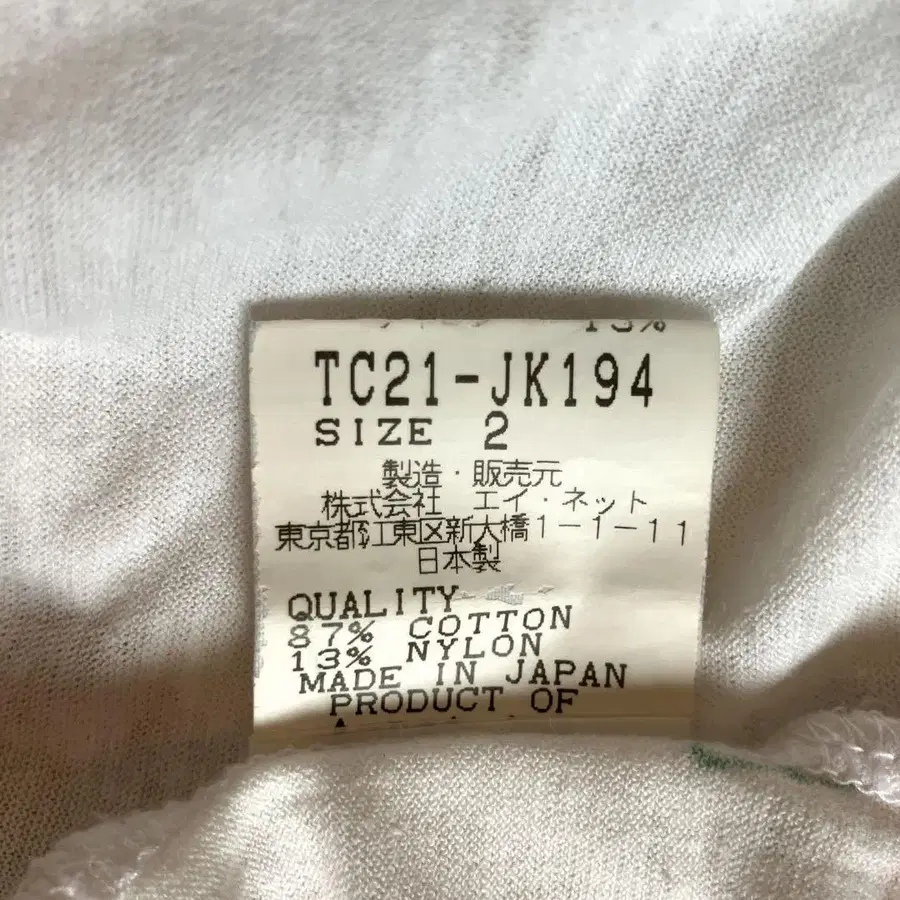 13%
TC21-JK194
SIZE 2
製造・販売元
株式会社 エイ・ネット
東京都江東区新大橋1-1-11
日本製
QUALITY
87% COTTON
13% NYLON
MADE IN JAPAN
PRODUCT OF